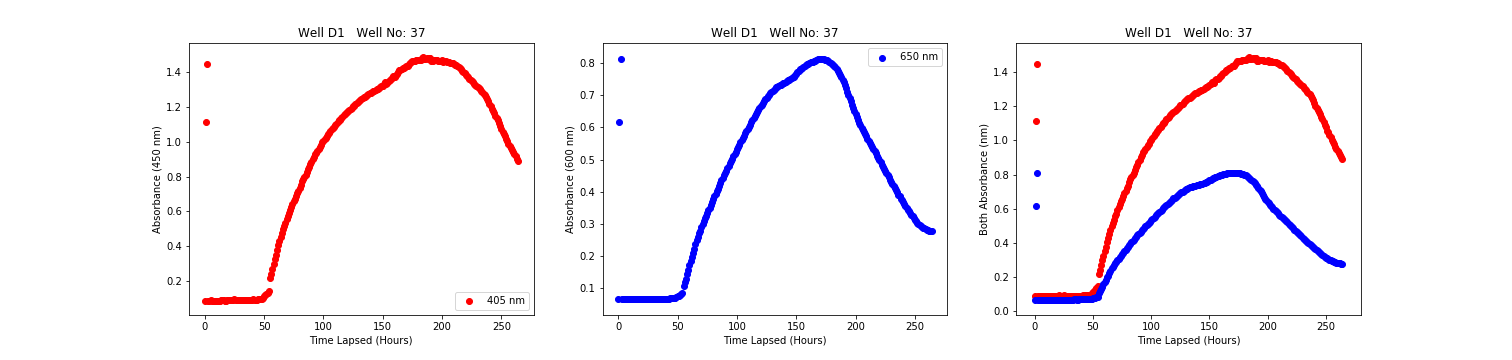 Well D1   Well No: 37
Absorbance (450 nm)
1.4
1.2
1.0
0.8
0.6
0.4
0.2
405 nm
0 50 100 150 200 250
Time Lapsed (Hours)
Well D1   Well No: 37
Absorbance (600 nm)
0.8
0.7
0.6
0.5
0.4
0.3
0.2
0.1
650 nm
0 50 100 150 200 250
Time Lapsed (Hours)
Well D1   Well No: 37
Both Absorbance (nm)
1.4
1.2
1.0
0.8
0.6
0.4
0.2
0.0
0 50 100 150 200 250
Time Lapsed (Hours)